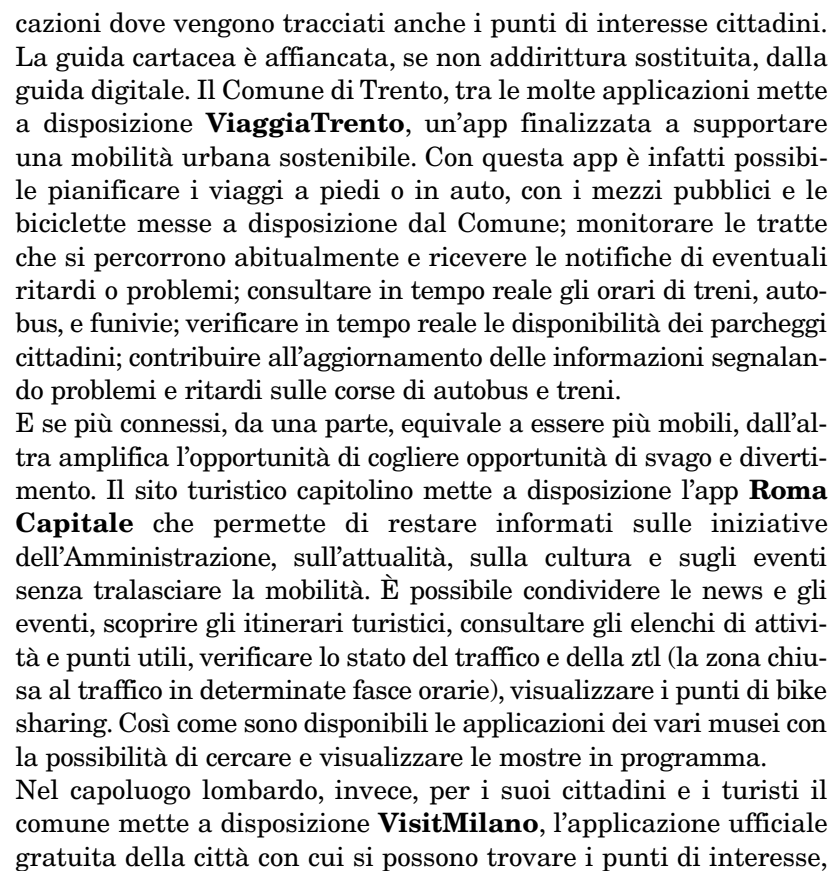 cazioni dove vengono tracciati anche i punti di interesse cittadini.
La guida cartacea è affiancata, se non addirittura sostituita, dalla
guida digitale. Il Comune di Trento, tra le molte applicazioni mette
a disposizione ViaggiaTrento, un'app finalizzata a supportare
una mobilità urbana sostenibile. Con questa app è infatti possibi-
le pianificare i viaggi a piedi o in auto, con i mezzi pubblici e le
biciclette messe a disposizione dal Comune; monitorare le tratte
che si percorrono abitualmente e ricevere le notifiche di eventuali
ritardi o problemi; consultare in tempo reale gli orari di treni, auto-
bus, e funivie; verificare in tempo reale le disponibilità dei parcheggi
cittadini; contribuire all'aggiornamento delle informazioni segnalan-
do problemi e ritardi sulle corse di autobus e treni.
E se più connessi, da una parte, equivale a essere più mobili, dall'al-
tra amplifica l'opportunità di cogliere opportunità di svago e diverti-
mento. Il sito turistico capitolino mette a disposizione l'app Roma
Capitale che permette di restare informati sulle iniziative
dell'Amministrazione, sull'attualità, sulla cultura e sugli eventi
senza tralasciare la mobilità. È possibile condividere le news e gli
eventi, scoprire gli itinerari turistici, consultare gli elenchi di attivi-
tà e punti utili, verificare lo stato del traffico e della ztl (la zona chiu-
sa al traffico in determinate fasce orarie), visualizzare i punti di bike
sharing. Così come sono disponibili le applicazioni dei vari musei con
la possibilità di cercare e visualizzare le mostre in programma.
Nel capoluogo lombardo, invece, per i suoi cittadini e i turisti il
comune mette a disposizione VisitMilano, l'applicazione ufficiale
gratuita della città con cui si possono trovare i punti di interesse,